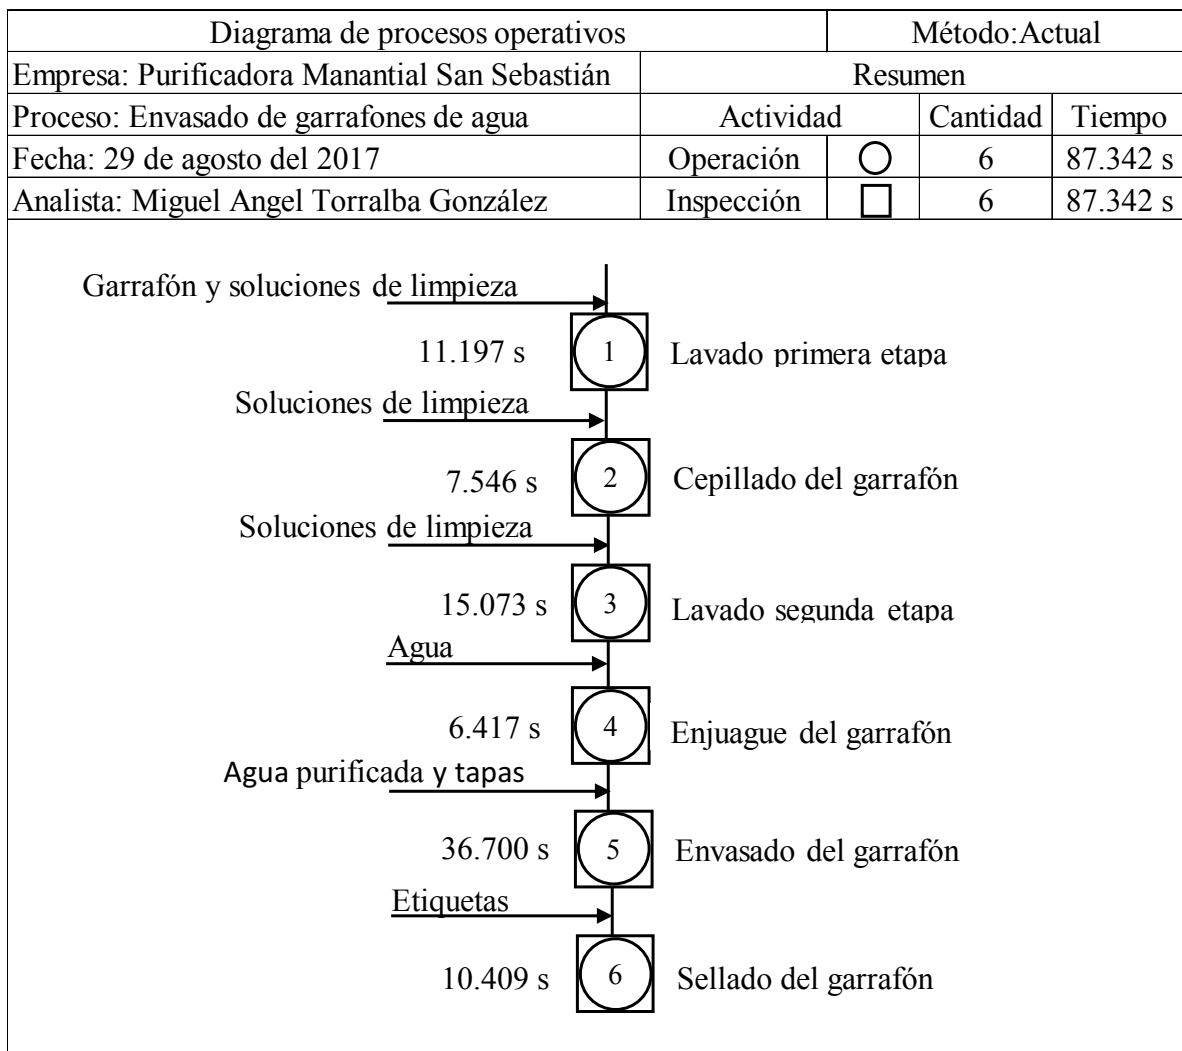 Diagrama de procesos operativos Método:Actual
Empresa: Purificadora Manantial San Sebastián Resumen
Proceso: Envasado de garrafones de agua Actividad Cantidad Tiempo
Fecha: 29 de agosto del 2017 Operación 6 87.342 s
Analista: Miguel Angel Torralba González Inspección 6 87.342 s
Garrafón y soluciones de limpieza
11.197 s 1 Lavado primera etapa
Soluciones de limpieza
7.546 s 2 Cepillado del garrafón
Soluciones de limpieza
15.073 s 3 Lavado segunda etapa
Agua
6.417 s 4 Enjuague del garrafón
Agua purificada y tapas
36.700 s 5 Envasado del garrafón
Etiquetas
10.409 s 6 Sellado del garrafón